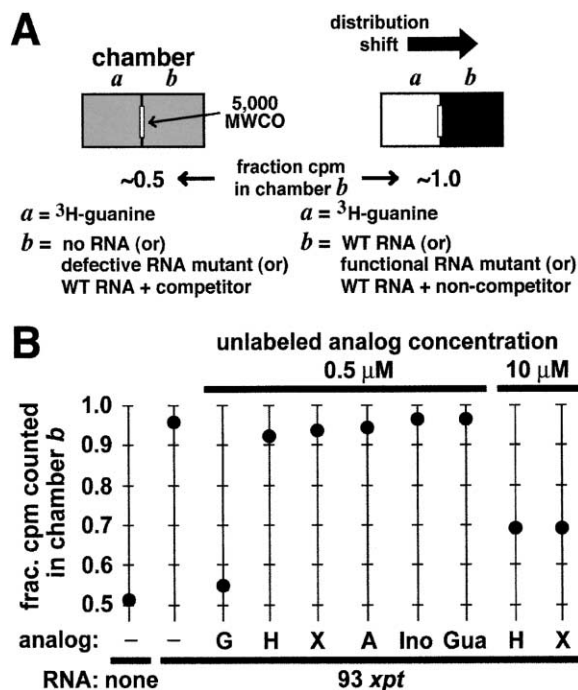 A
chamber
a b
5,000
MWCO
distribution
shift
a b
~0.5 fraction cpm in chamber b ~1.0
a = ³H-guanine
b = no RNA (or)
defective RNA mutant (or)
WT RNA + competitor
a = ³H-guanine
b = WT RNA (or)
functional RNA mutant (or)
WT RNA + non-competitor
B
unlabeled analog concentration
0.5 μM 10 μM
frac. cpm counted
in chamber b
1.0
0.9
0.8
0.7
0.6
0.5
analog: – – G H X A Ino Gua H X
RNA: none 93 xpt